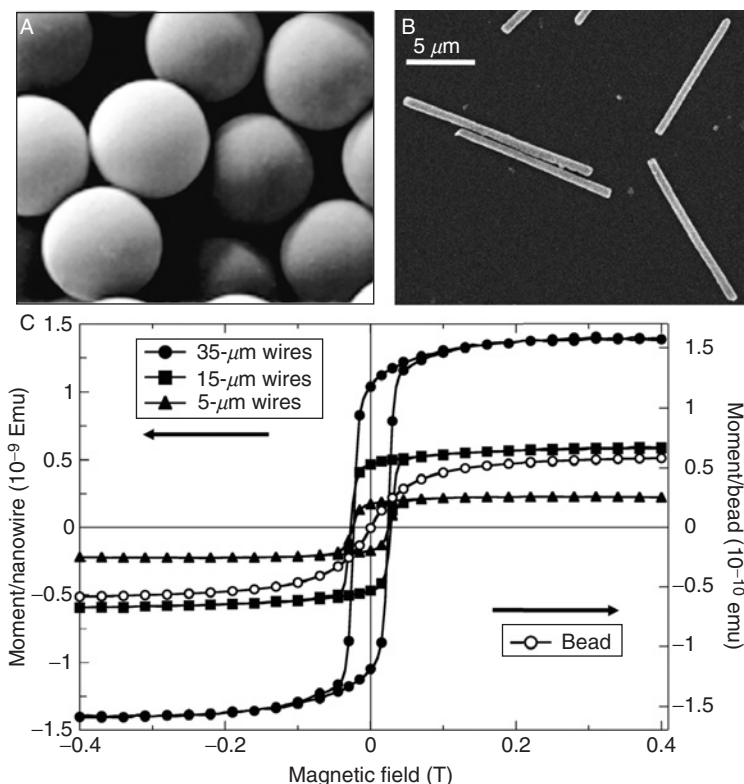 A
B
5 μm
C
35-μm wires
15-μm wires
5-μm wires
Bead
1.5
1
0.5
0
−0.5
−1
−1.5
Moment/nanowire (10⁻⁹ Emu)
1.5
1
0.5
0
−0.5
−1
−1.5
Moment/bead (10⁻¹⁰ emu)
−0.4
−0.2
0
0.2
0.4
Magnetic field (T)